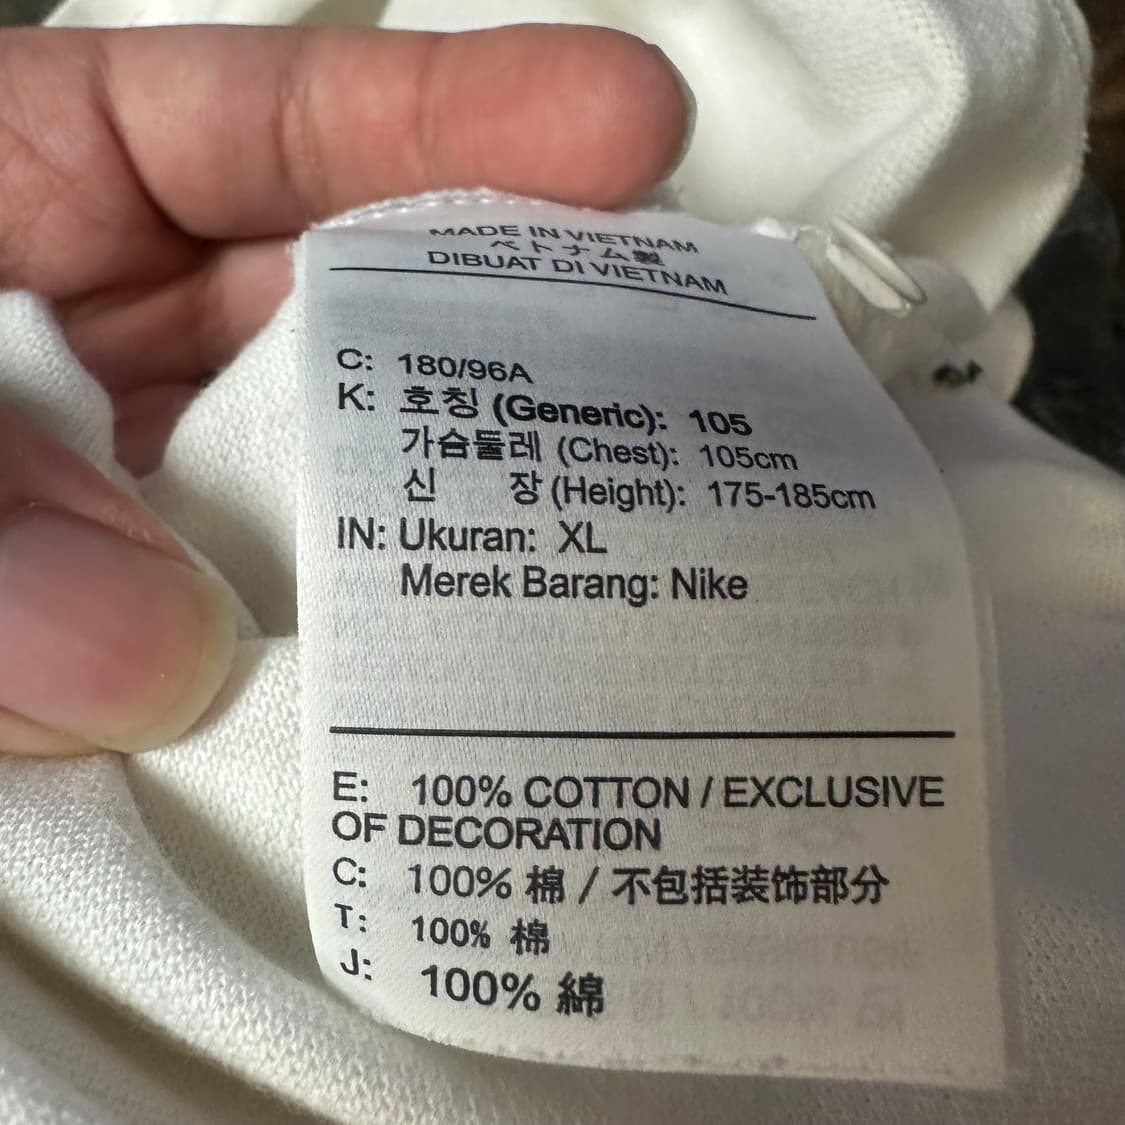 MADE IN VIETNAM
ベトナム製
DIBUAT DI VIETNAM
C: 180/96A
K: 호칭 (Generic): 105
가슴둘레 (Chest): 105cm
신 장 (Height): 175-185cm
IN: Ukuran: XL
Merek Barang: Nike
E: 100% COTTON / EXCLUSIVE
OF DECORATION
C: 100% 棉 / 不包括装饰部分
T: 100% 棉
J: 100% 綿